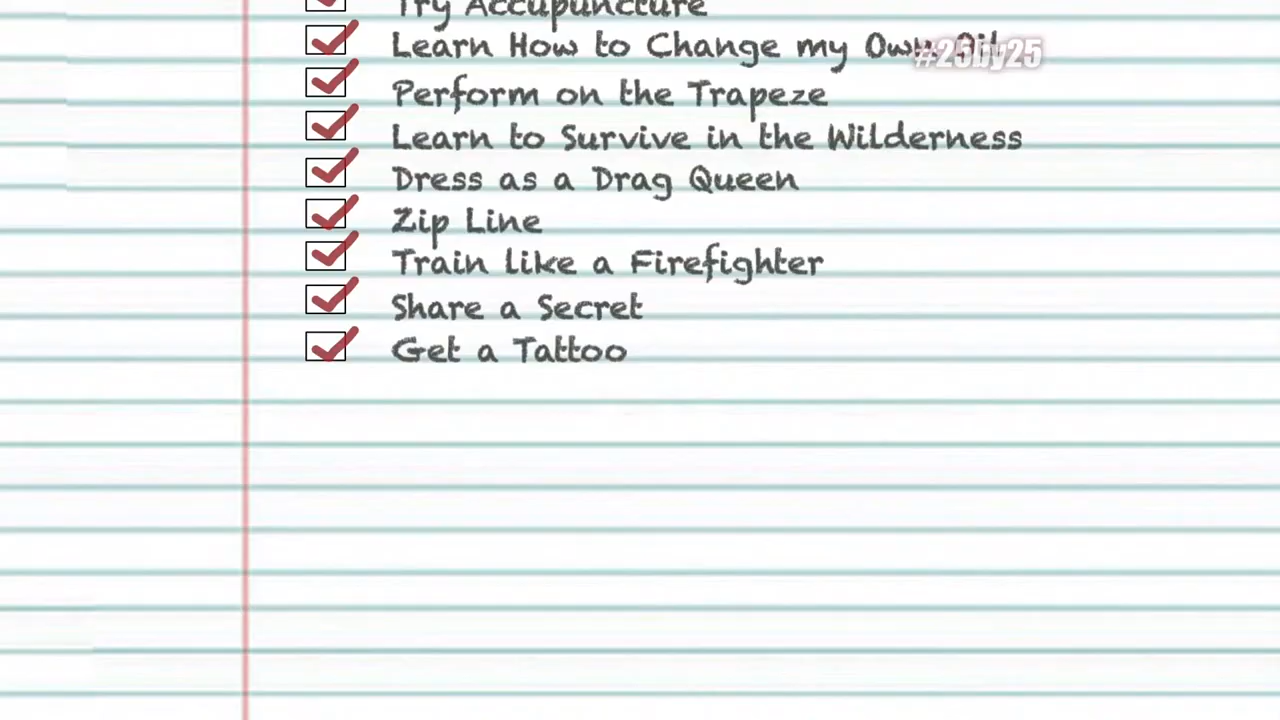 Try Accupuncture
Learn How to Change my Own Oil
#25by25
Perform on the Trapeze
Learn to Survive in the Wilderness
Dress as a Drag Queen
Zip Line
Train like a Firefighter
Share a Secret
Get a Tattoo